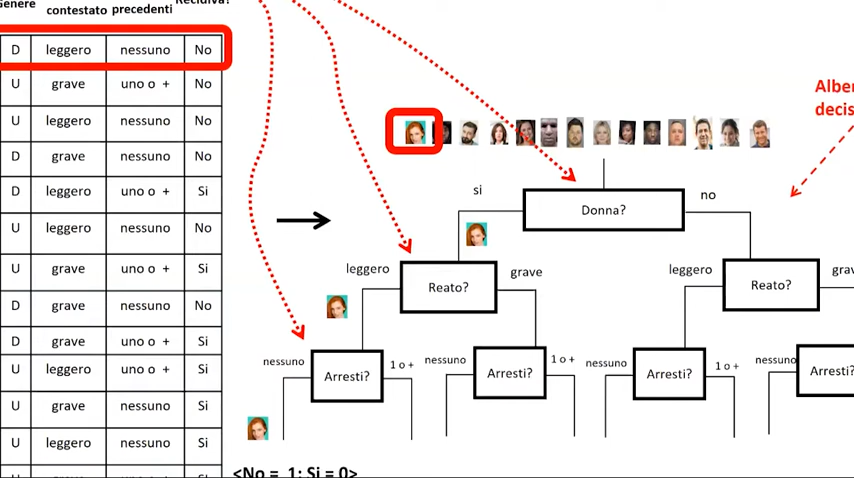 Genere contestato precedenti Recidiva?
D leggero nessuno No
U grave uno o + No
U leggero nessuno No
D grave nessuno No
D leggero uno o + Si
U leggero nessuno No
U grave uno o + Si
D grave nessuno No
D grave uno o + Si
U leggero uno o + Si
U grave nessuno Si
U leggero nessuno Si
Alber
decis
si
Donna?
no
leggero
Reato?
grave
leggero
Reato?
grav
nessuno
Arresti?
1 o +
nessuno
Arresti?
1 o +
nessuno
Arresti?
1 o +
nessuno
Arresti?
<No = 1; Si = 0>